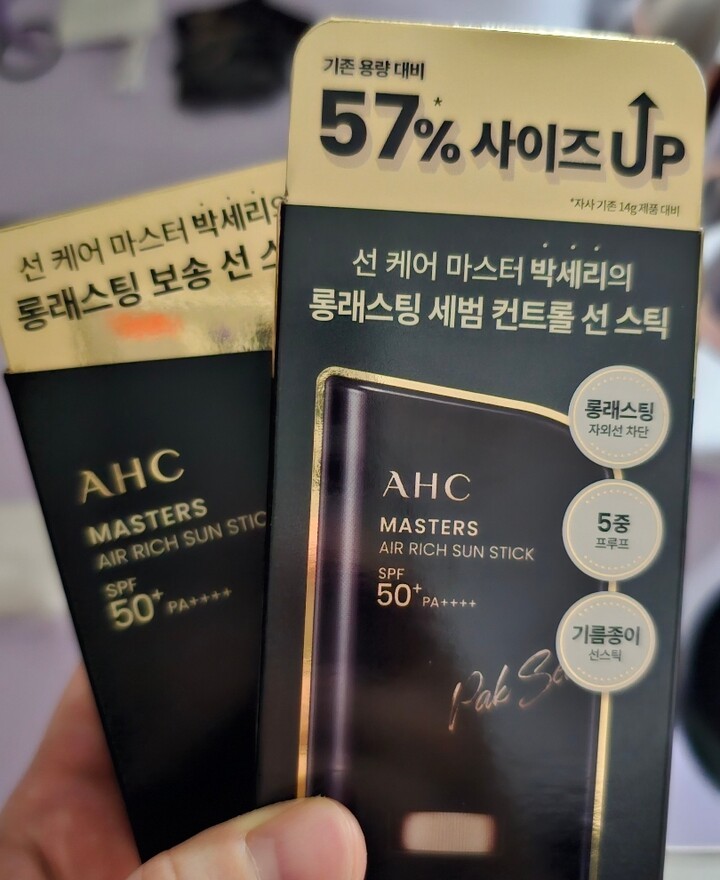 기존 용량 대비
57%* 사이즈 UP
*자사 기존 14g 제품 대비
선 케어 마스터 박세리의
롱래스팅 세범 컨트롤 선 스틱
롱래스팅
자외선 차단
5중
프루프
기름종이
선스틱
AHC
MASTERS
AIR RICH SUN STICK
SPF
50+ PA++++
Pak Se
선 케어 마스터 박세리의
롱래스팅 보송 선
AHC
MASTERS
AIR RICH SUN STIC
SPF
50+ PA++++